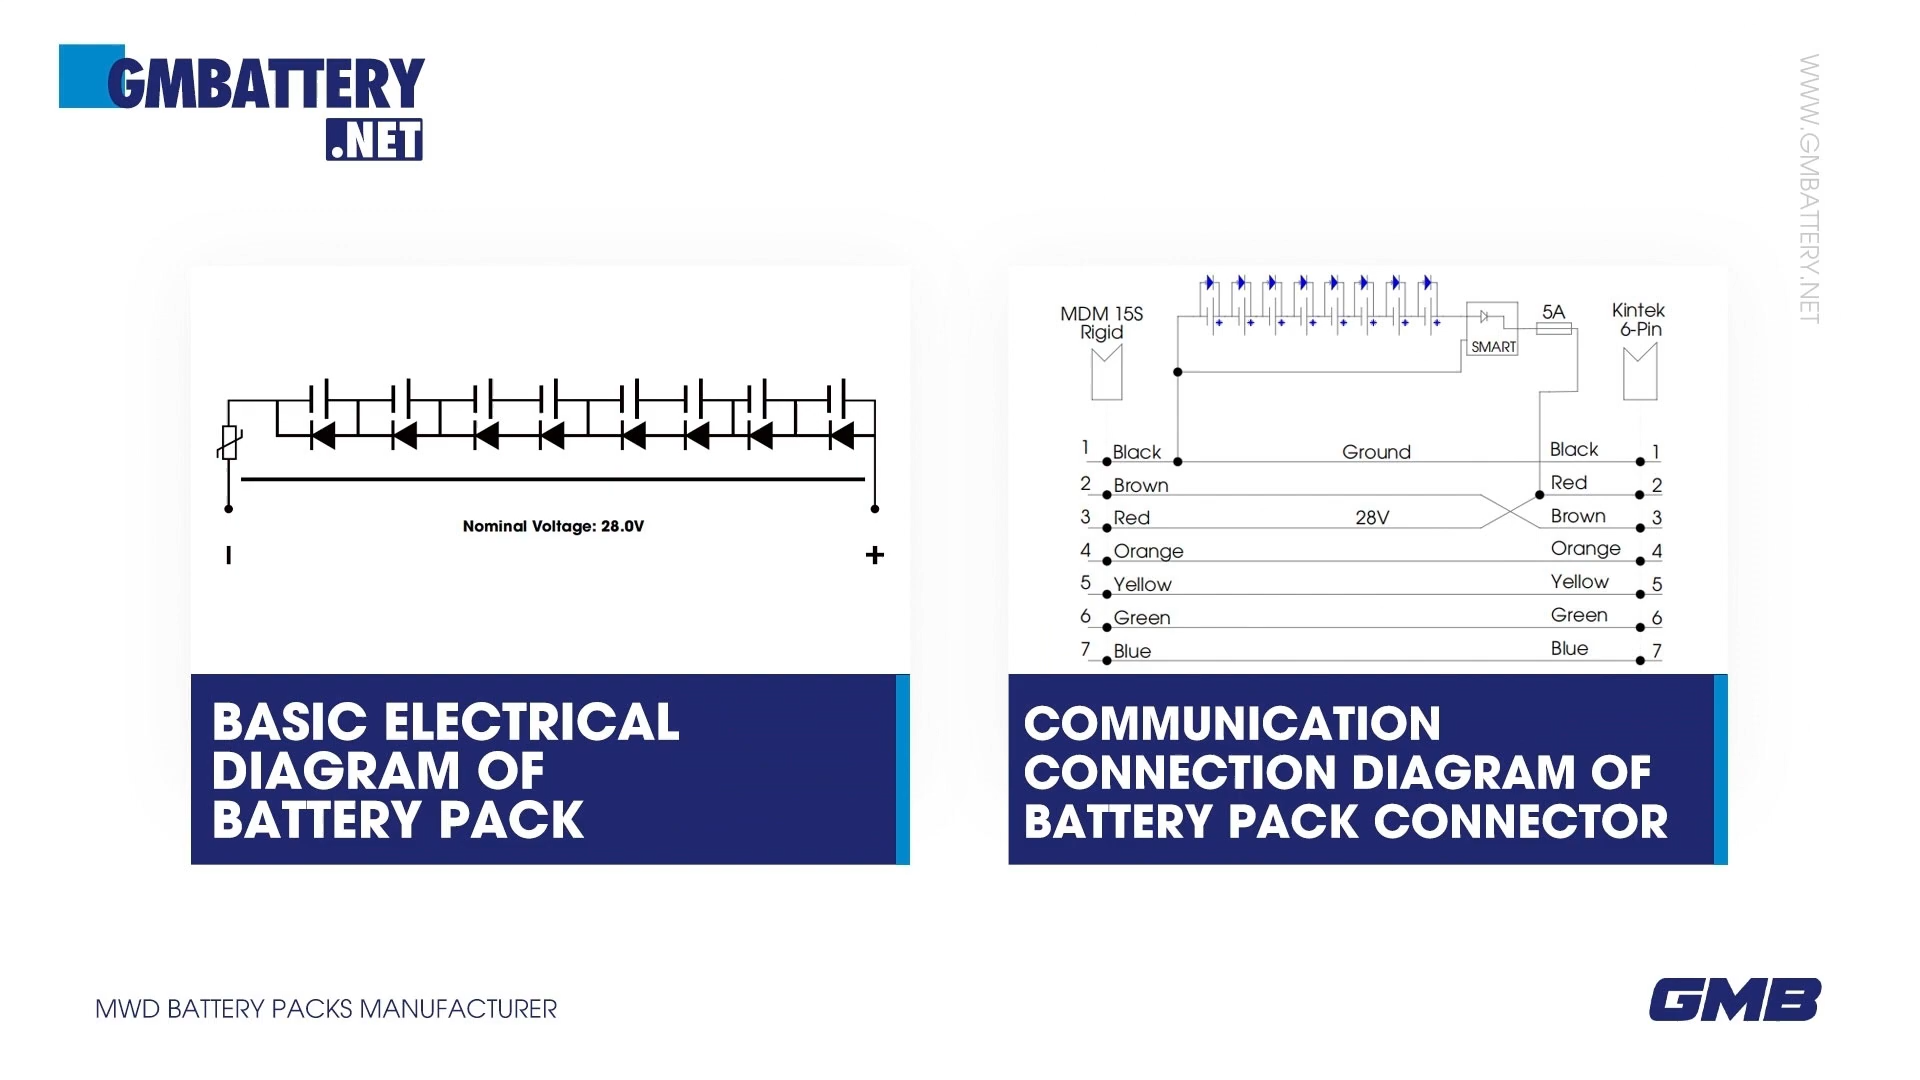 GMBATTERY
.NET
WWW.GMBATTERY.NET
Nominal Voltage: 28.0V
BASIC ELECTRICAL
DIAGRAM OF
BATTERY PACK
MDM 15S
Rigid
SMART
5A
Kintek
6-Pin
1 Black Ground Black 1
2 Brown Red 2
3 Red 28V Brown 3
4 Orange Orange 4
5 Yellow Yellow 5
6 Green Green 6
7 Blue Blue 7
COMMUNICATION
CONNECTION DIAGRAM OF
BATTERY PACK CONNECTOR
MWD BATTERY PACKS MANUFACTURER
GMB